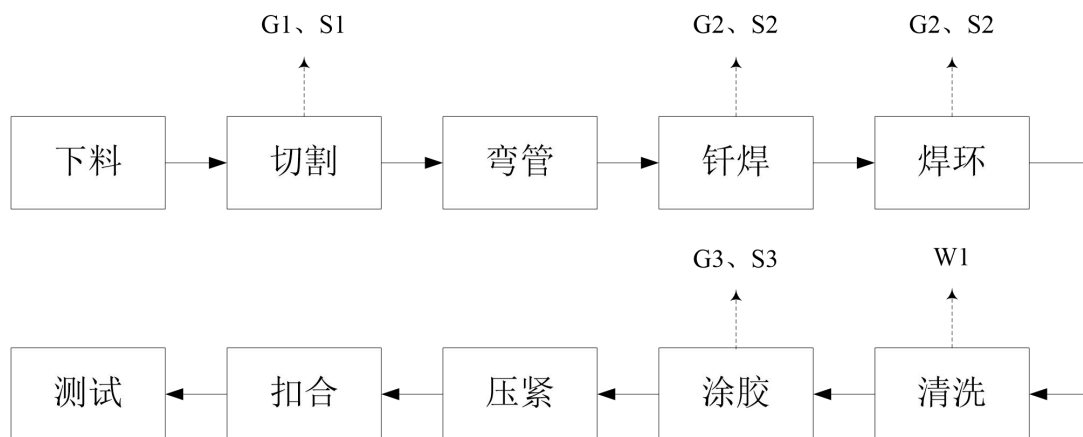 G1、S1 G2、S2 G2、S2
下料 切割 弯管 钎焊 焊环
G3、S3 W1
测试 扣合 压紧 涂胶 清洗